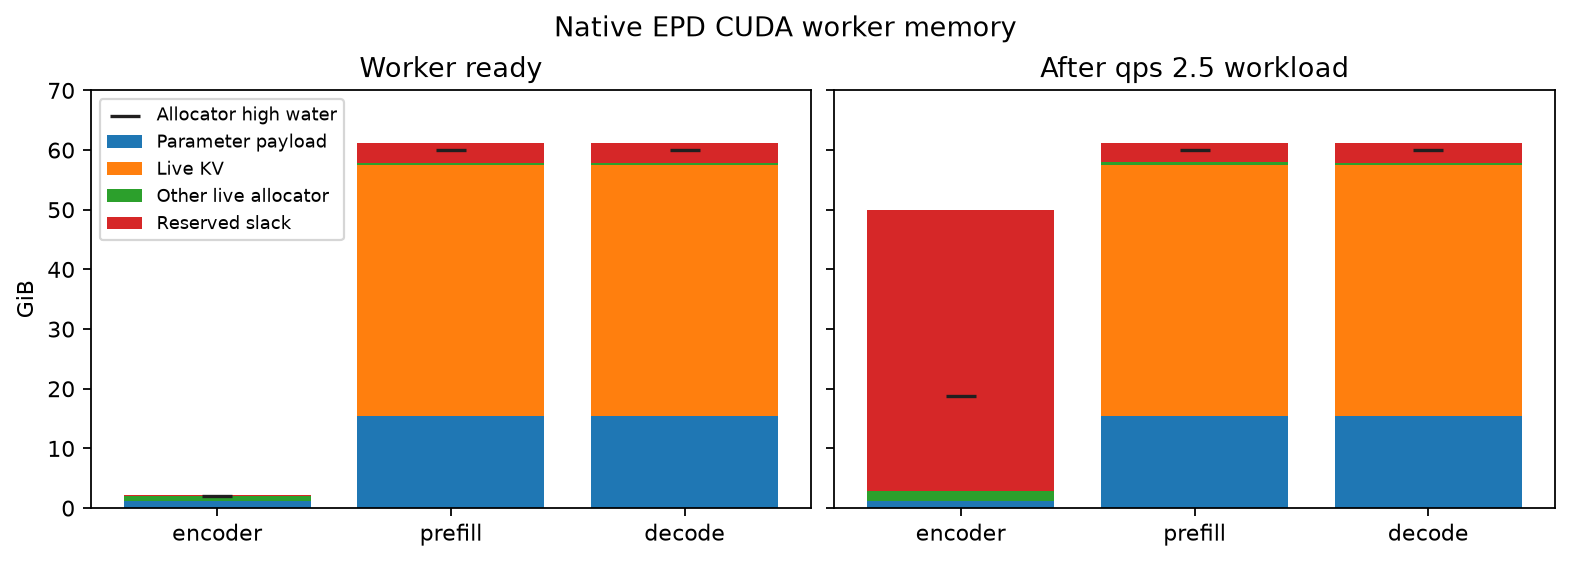 Native EPD CUDA worker memory
Worker ready
After qps 2.5 workload
Allocator high water
Parameter payload
Live KV
Other live allocator
Reserved slack
GiB
70
60
50
40
30
20
10
0
encoder prefill decode
encoder prefill decode